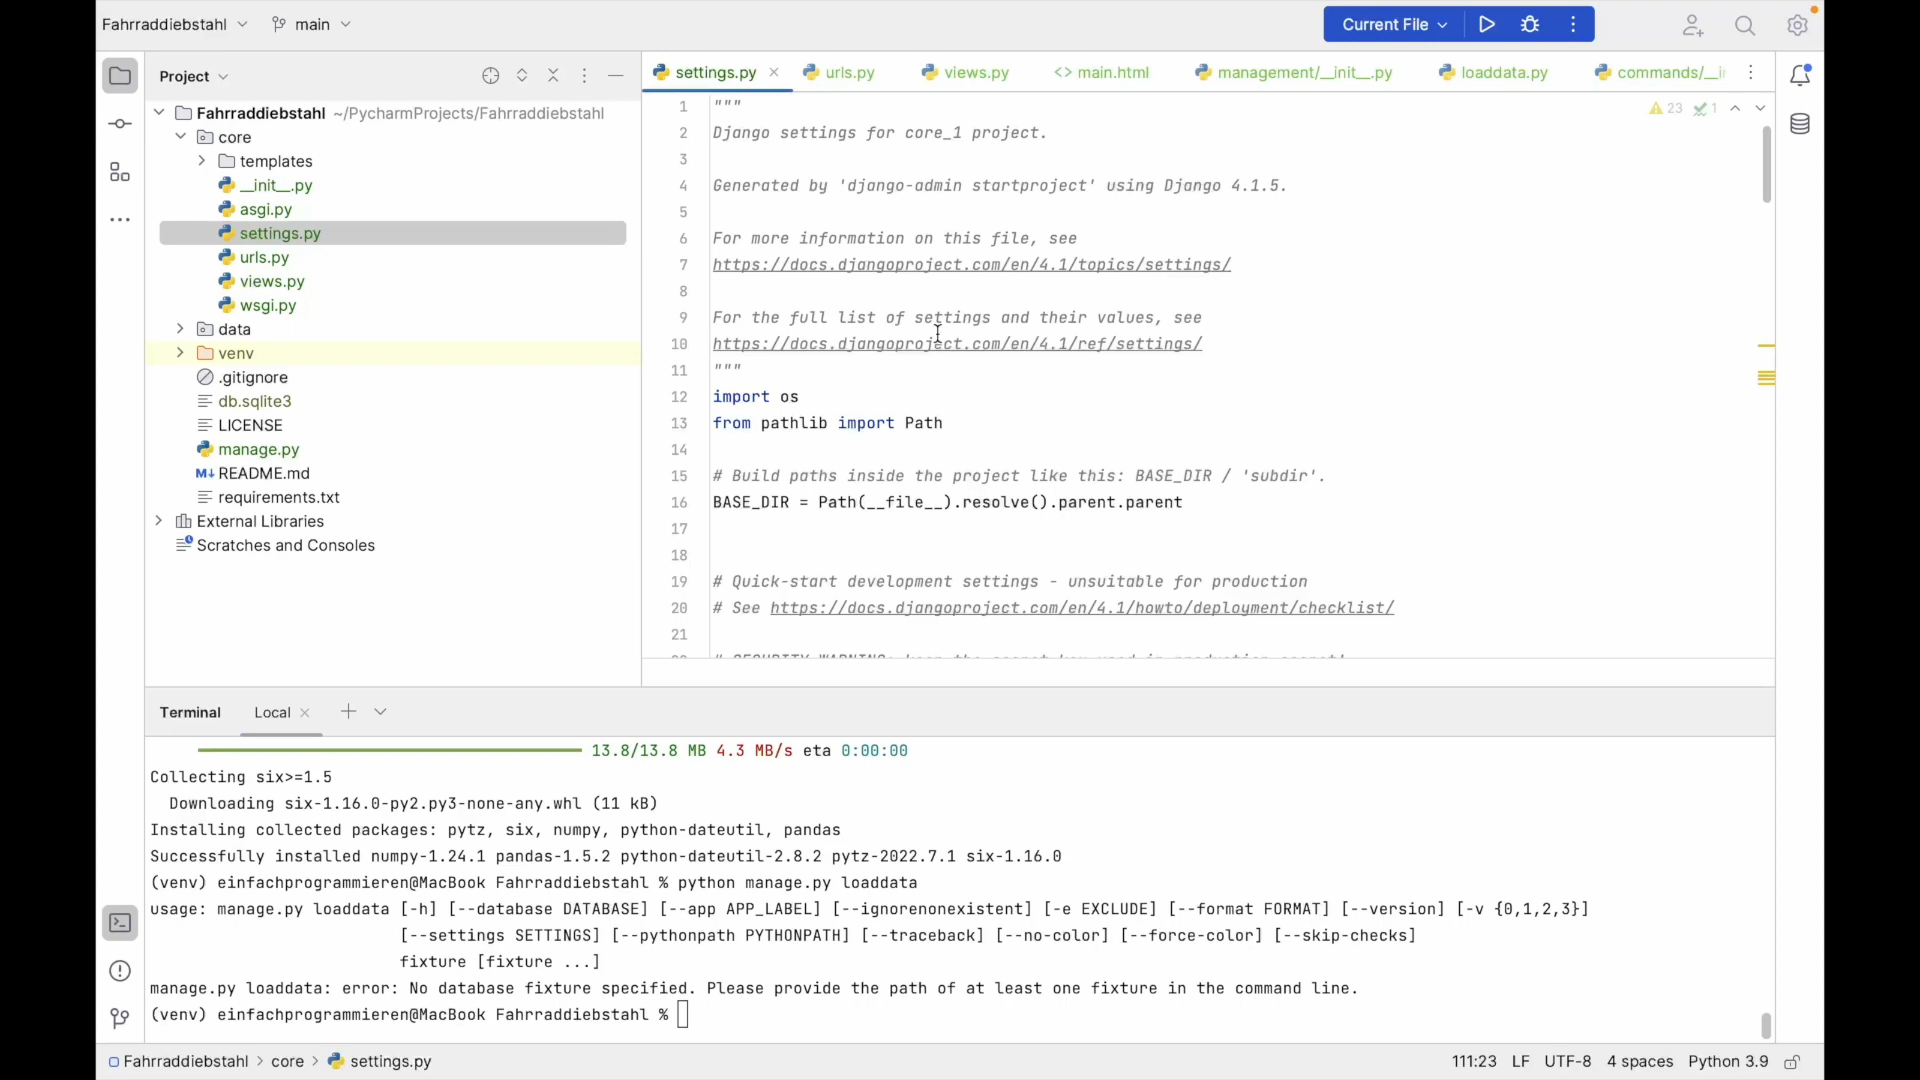 Fahrraddiebstahl
main
Current File
Project
settings.py
urls.py
views.py
<> main.html
management/__init__.py
loaddata.py
commands/__i
Fahrraddiebstahl ~/PycharmProjects/Fahrraddiebstahl
core
templates
__init__.py
asgi.py
settings.py
urls.py
views.py
wsgi.py
data
venv
.gitignore
db.sqlite3
LICENSE
manage.py
M↓ README.md
requirements.txt
External Libraries
Scratches and Consoles
23 1
1 """
2 Django settings for core_1 project.
3
4 Generated by 'django-admin startproject' using Django 4.1.5.
5
6 For more information on this file, see
7 https://docs.djangoproject.com/en/4.1/topics/settings/
8
9 For the full list of settings and their values, see
10 https://docs.djangoproject.com/en/4.1/ref/settings/
11 """
12 import os
13 from pathlib import Path
14
15 # Build paths inside the project like this: BASE_DIR / 'subdir'.
16 BASE_DIR = Path(__file__).resolve().parent.parent
17
18
19 # Quick-start development settings - unsuitable for production
20 # See https://docs.djangoproject.com/en/4.1/howto/deployment/checklist/
21
Terminal
Local
13.8/13.8 MB 4.3 MB/s eta 0:00:00
Collecting six>=1.5
Downloading six-1.16.0-py2.py3-none-any.whl (11 kB)
Installing collected packages: pytz, six, numpy, python-dateutil, pandas
Successfully installed numpy-1.24.1 pandas-1.5.2 python-dateutil-2.8.2 pytz-2022.7.1 six-1.16.0
(venv) einfachprogrammieren@MacBook Fahrraddiebstahl % python manage.py loaddata
usage: manage.py loaddata [-h] [--database DATABASE] [--app APP_LABEL] [--ignorenonexistent] [-e EXCLUDE] [--format FORMAT] [--version] [-v {0,1,2,3}]
[--settings SETTINGS] [--pythonpath PYTHONPATH] [--traceback] [--no-color] [--force-color] [--skip-checks]
fixture [fixture ...]
manage.py loaddata: error: No database fixture specified. Please provide the path of at least one fixture in the command line.
(venv) einfachprogrammieren@MacBook Fahrraddiebstahl %
Fahrraddiebstahl > core > settings.py
111:23 LF UTF-8 4 spaces Python 3.9